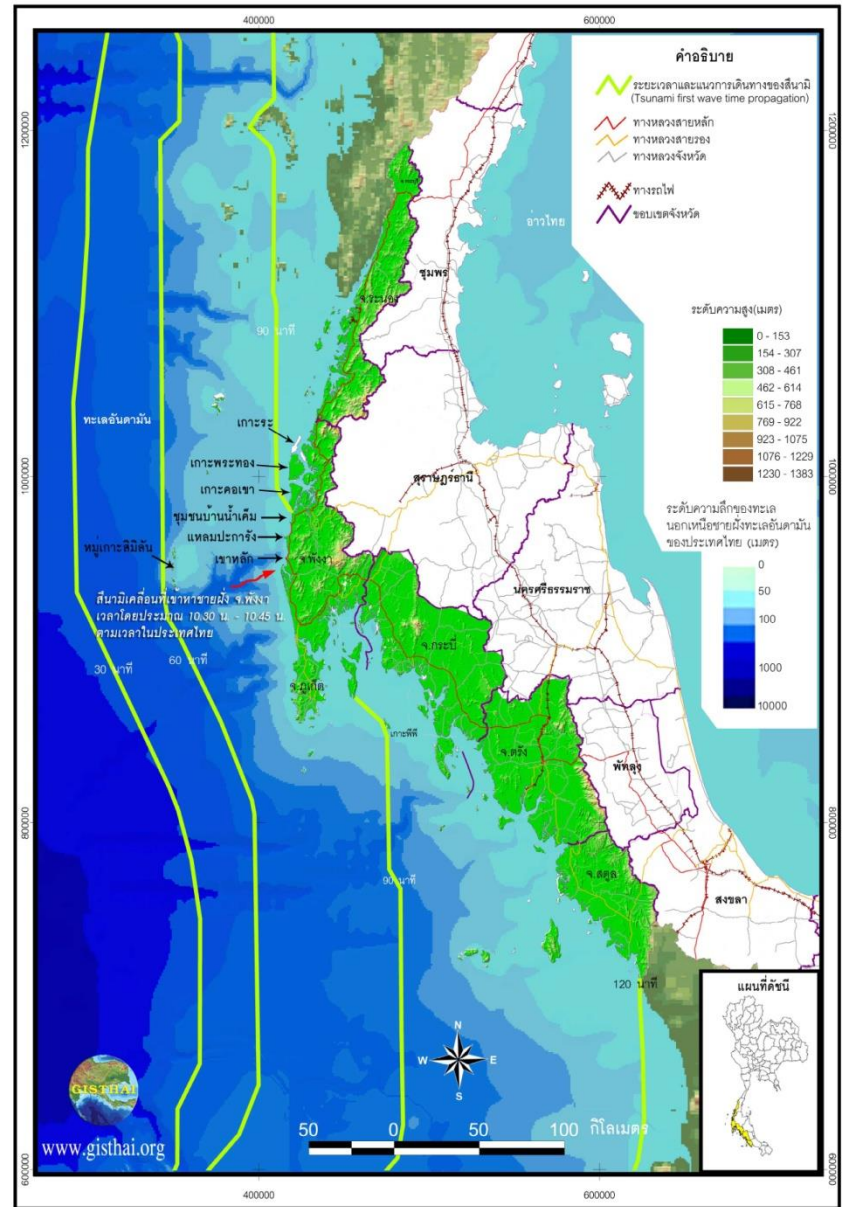 400000
600000
คำอธิบาย
ระยะเวลาและแนวการเดินทางของสึนามิ
(Tsunami first wave time propagation)
ทางหลวงสายหลัก
ทางหลวงสายรอง
ทางหลวงจังหวัด
ทางรถไฟ
ขอบเขตจังหวัด
ระดับความสูง(เมตร)
0 - 153
154 - 307
308 - 461
462 - 614
615 - 768
769 - 922
923 - 1075
1076 - 1229
1230 - 1383
ระดับความลึกของทะเล
นอกเหนือชายฝั่งทะเลอันดามัน
ของประเทศไทย (เมตร)
0
50
100
1000
10000
1200000
1200000
อ่าวไทย
ชุมพร
จ.ระนอง
90 นาที
ทะเลอันดามัน
เกาะระ
เกาะพระทอง
เกาะคอเขา
ชุมชนบ้านน้ำเค็ม
แหลมปะการัง
เขาหลัก
หมู่เกาะสิมิลัน
จ.พังงา
1000000
1000000
สุราษฎร์ธานี
นครศรีธรรมราช
สึนามิเคลื่อนที่เข้าหาชายฝั่ง จ.พังงา
เวลาโดยประมาณ 10.30 น. - 10.45 น.
ตามเวลาในประเทศไทย
30 นาที
60 นาที
จ.กระบี่
จ.ภูเก็ต
เกาะพีพี
จ.ตรัง
พัทลุง
800000
800000
90 นาที
จ.สตูล
สงขลา
120 นาที
แผนที่ดัชนี
N
W
E
S
GISTHAI
www.gisthai.org
50
0
50
100
กิโลเมตร
600000
600000
400000
600000